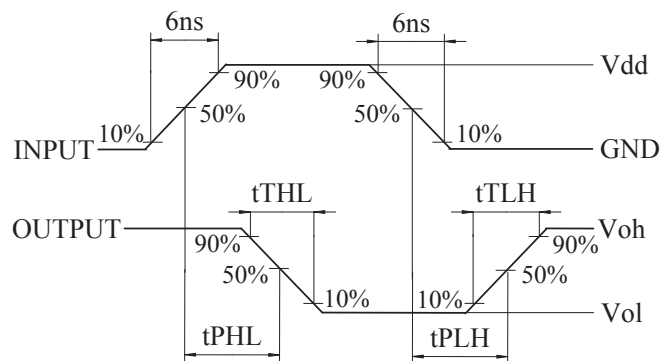 6ns 6ns
90% 90% Vdd
50% 50%
10% 10%
INPUT GND
tTHL tTLH
OUTPUT Voh
90% 90%
50% 50%
10% 10%
Vol
tPHL tPLH